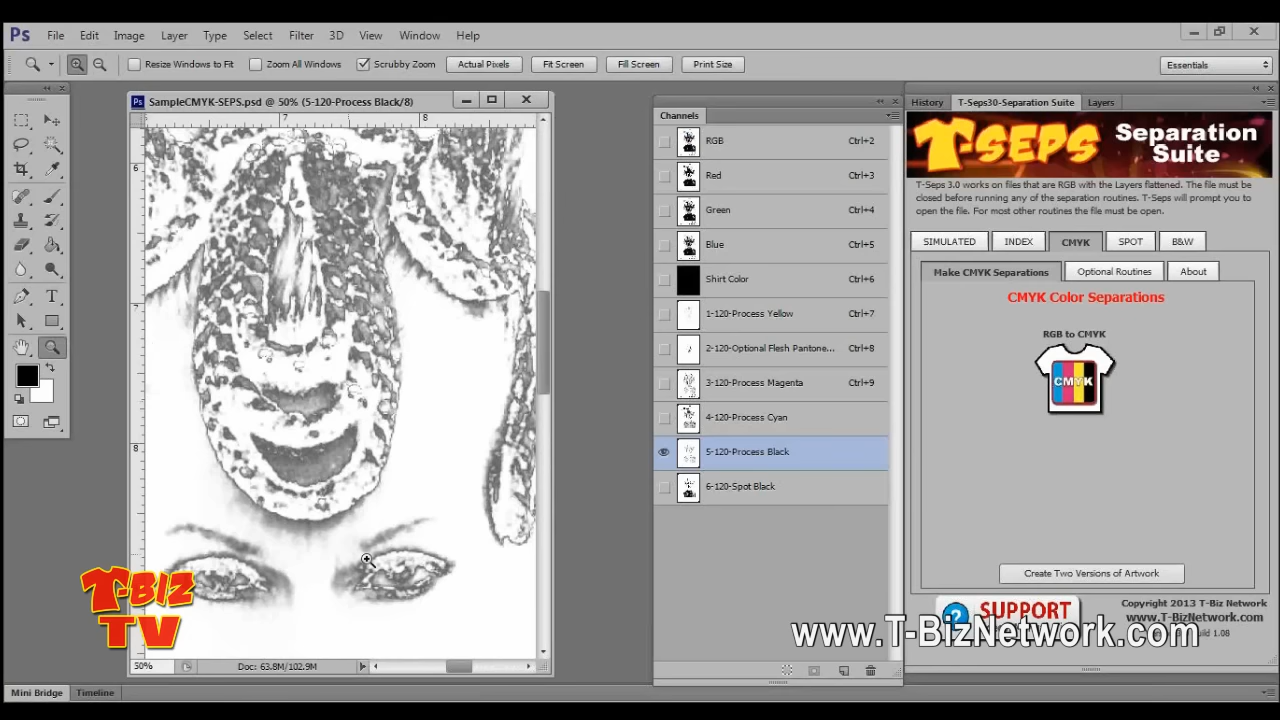 Ps File Edit Image Layer Type Select Filter 3D View Window Help
Resize Windows to Fit Zoom All Windows Scrubby Zoom Actual Pixels Fit Screen Fill Screen Print Size Essentials
SampleCMYK-SEPS.psd @ 50% (5-120-Process Black/8)
7 8
6
7
8
50% Doc: 63.8M/102.9M
Channels
RGB Ctrl+2
Red Ctrl+3
Green Ctrl+4
Blue Ctrl+5
Shirt Color Ctrl+6
1-120-Process Yellow Ctrl+7
2-120-Optional Flesh Pantone... Ctrl+8
3-120-Process Magenta Ctrl+9
4-120-Process Cyan
5-120-Process Black
6-120-Spot Black
History T-Seps30-Separation Suite Layers
T-SEPS Separation
Suite
T-Seps 3.0 works on files that are RGB with the Layers flattened. The file must be
closed before running any of the separation routines. T-Seps will prompt you to
open the file. For most other routines the file must be open.
SIMULATED INDEX CMYK SPOT B&W
Make CMYK Separations Optional Routines About
CMYK Color Separations
RGB to CMYK
CMYK
Create Two Versions of Artwork
? SUPPORT
Copyright 2013 T-Biz Network
www.T-BizNetwork.com
1.08
T-BIZ
TV
www.T-BizNetwork.com
Mini Bridge Timeline